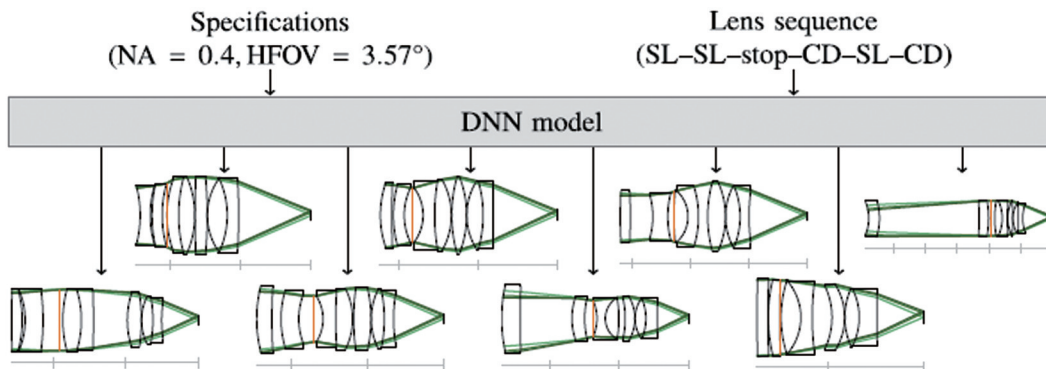 Specifications
(NA = 0.4, HFOV = 3.57°)
Lens sequence
(SL–SL–stop–CD–SL–CD)
DNN model